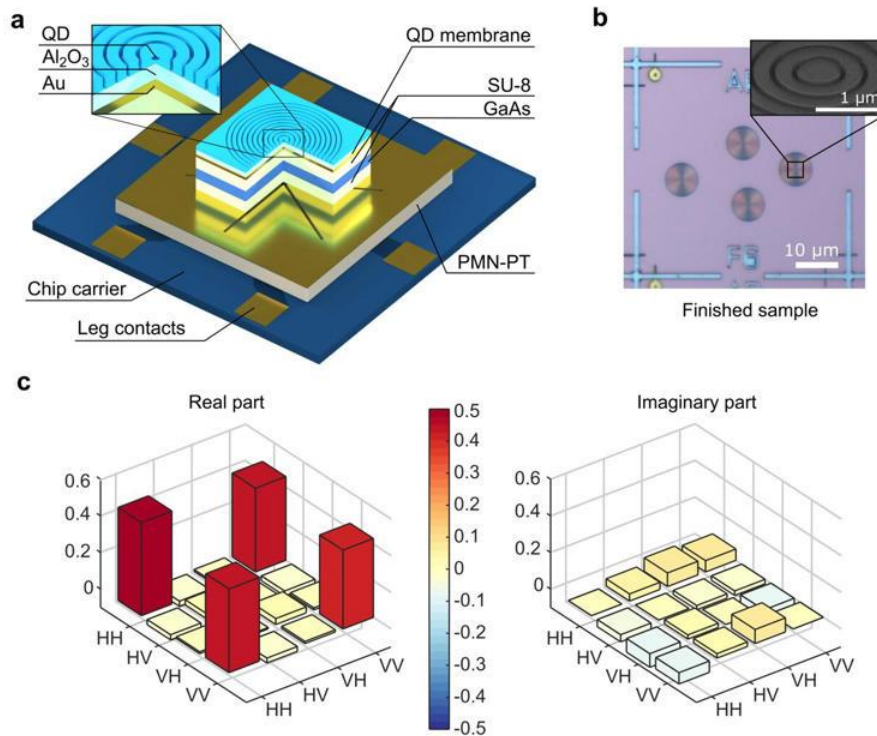 a
QD
Al₂O₃
Au
QD membrane
SU-8
GaAs
PMN-PT
Chip carrier
Leg contacts
b
1 μm
10 μm
Finished sample
c
Real part
0.6
0.4
0.2
0
HH
HV
VH
VV
HH
HV
VH
VV
0.5
0.4
0.3
0.2
0.1
0
-0.1
-0.2
-0.3
-0.4
-0.5
Imaginary part
0.6
0.4
0.2
0
HH
HV
VH
VV
HH
HV
VH
VV